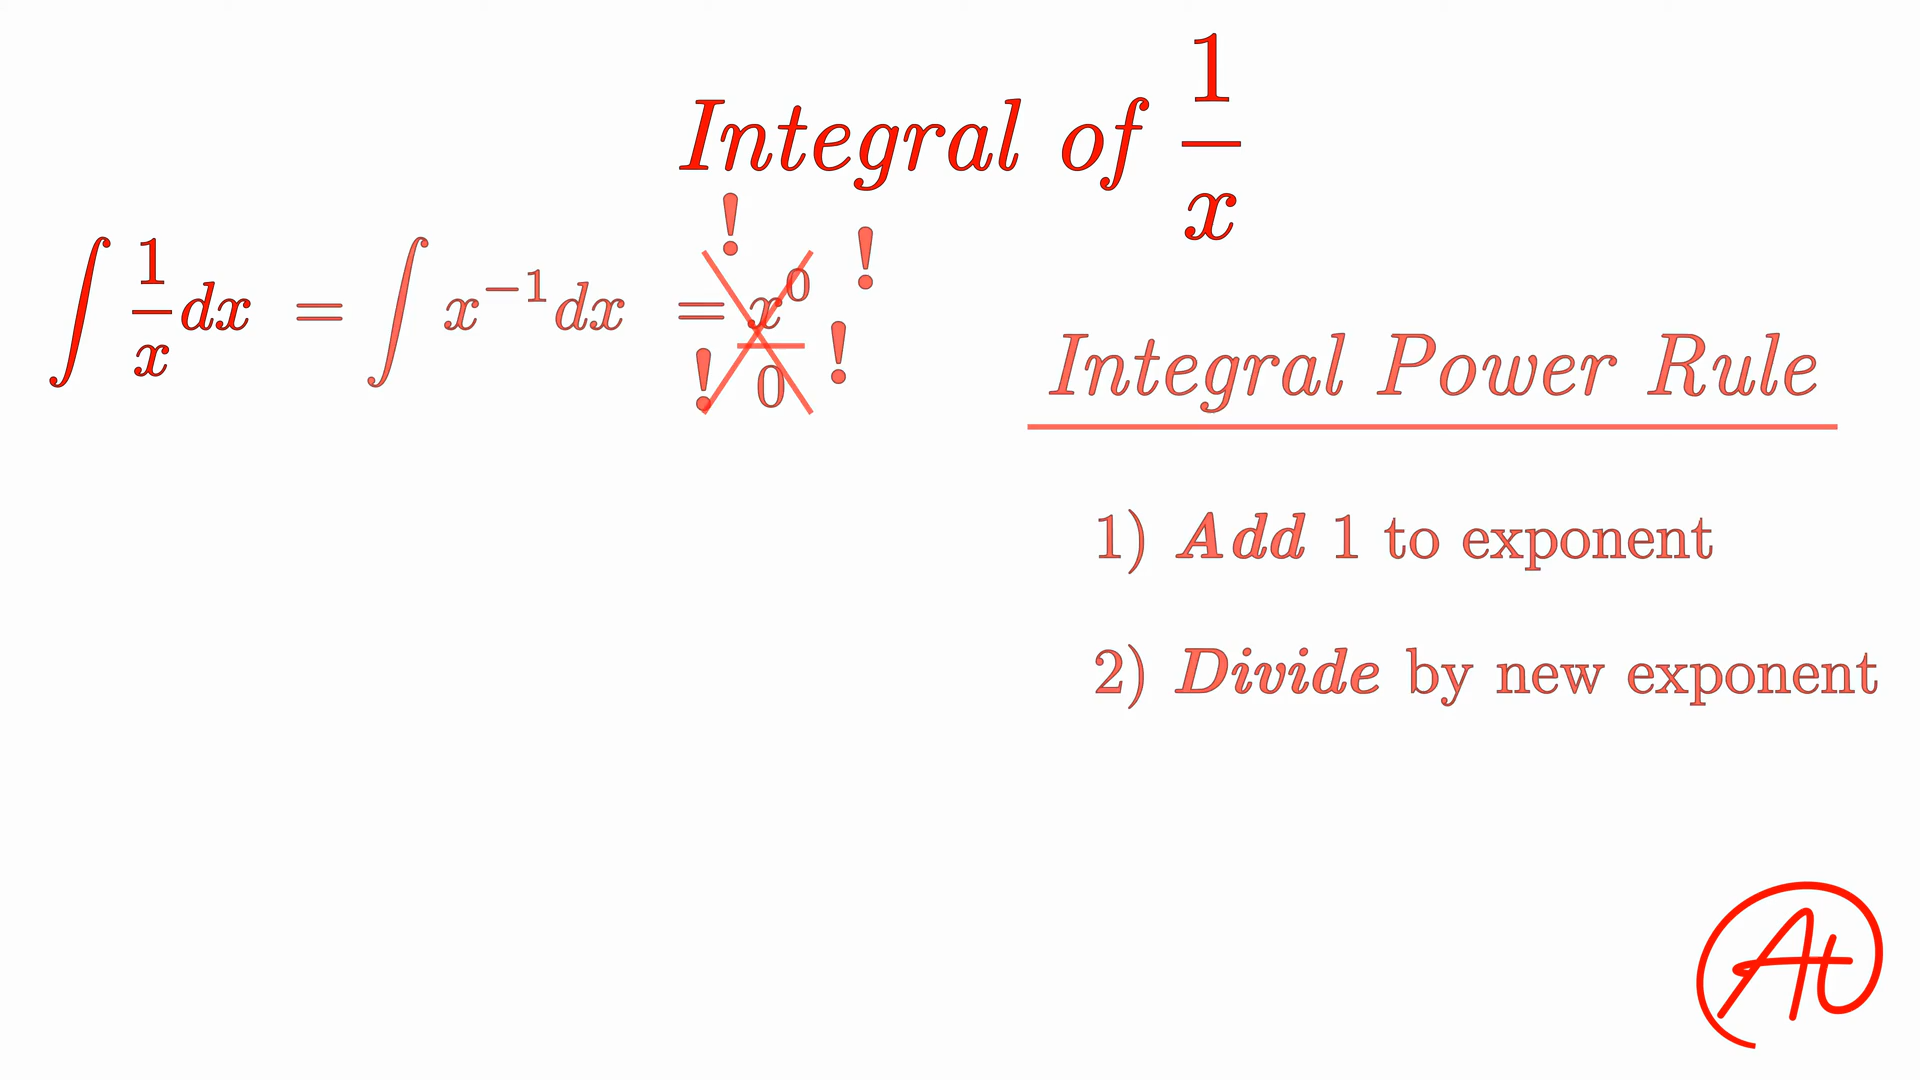 Integral of 1/x
∫ 1/x dx = ∫ x⁻¹ dx = x⁰/0
! ! ! !
Integral Power Rule
1) Add 1 to exponent
2) Divide by new exponent
At